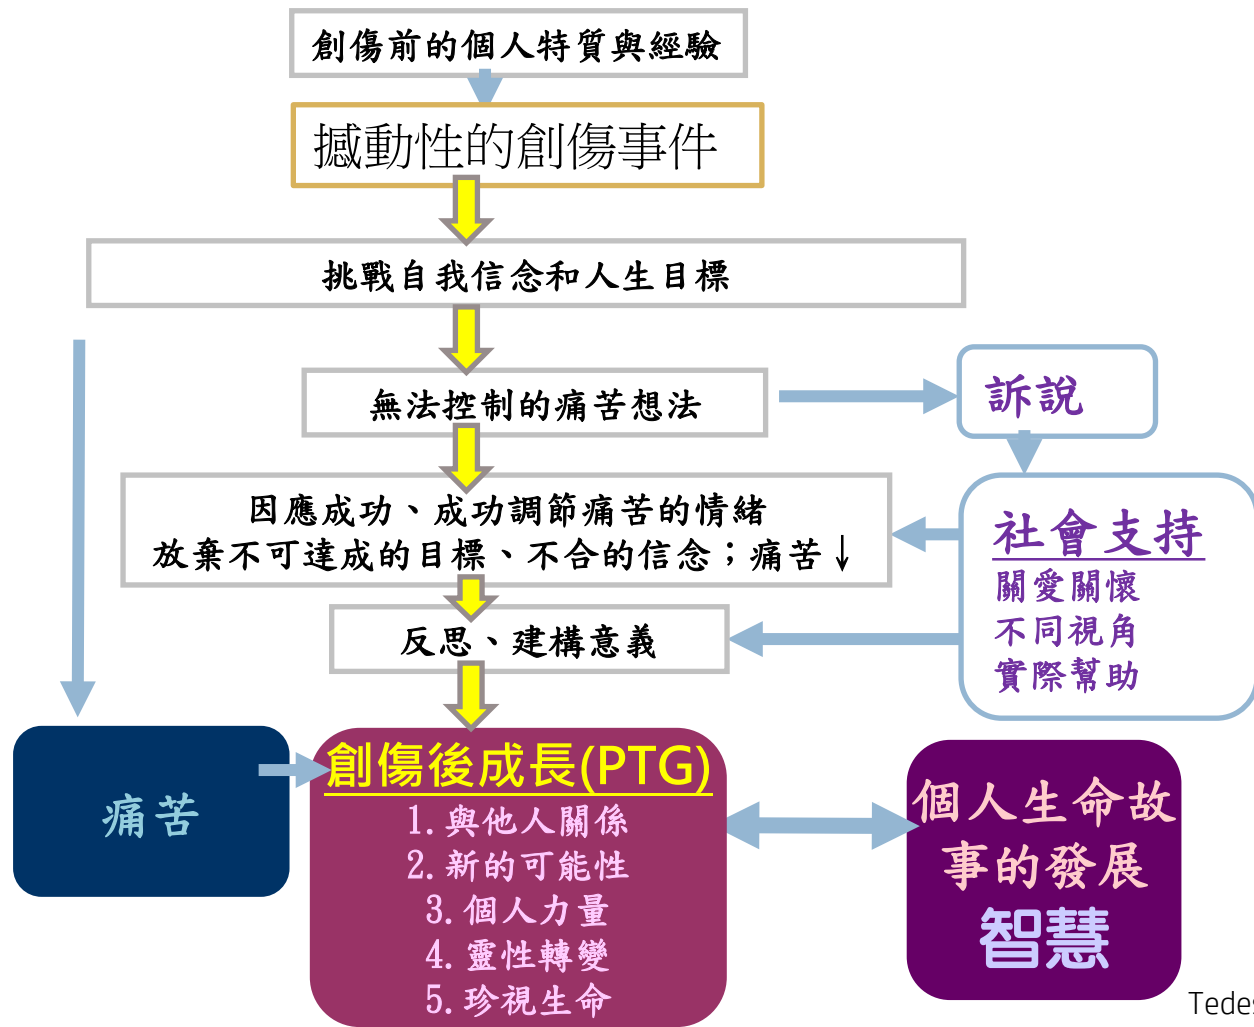 創傷前的個人特質與經驗
撼動性的創傷事件
挑戰自我信念和人生目標
無法控制的痛苦想法
訴說
因應成功、成功調節痛苦的情緒
放棄不可達成的目標、不合的信念；痛苦↓
社會支持
關愛關懷
不同視角
實際幫助
反思、建構意義
痛苦
創傷後成長(PTG)
1. 與他人關係
2. 新的可能性
3. 個人力量
4. 靈性轉變
5. 珍視生命
個人生命故
事的發展
智慧
Tedes